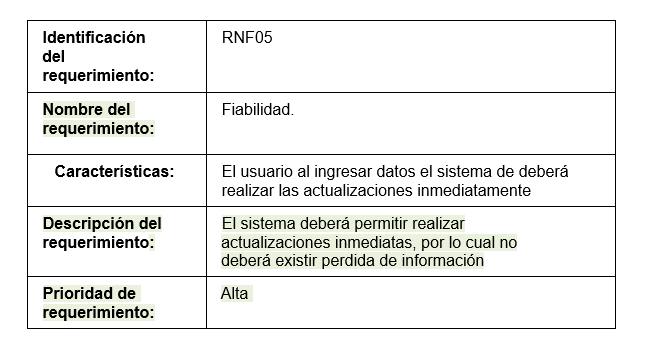 Identificación
del
requerimiento:
RNF05
Nombre del
requerimiento:
Fiabilidad.
Características:
El usuario al ingresar datos el sistema de deberá
realizar las actualizaciones inmediatamente
Descripción del
requerimiento:
El sistema deberá permitir realizar
actualizaciones inmediatas, por lo cual no
deberá existir perdida de información
Prioridad de
requerimiento:
Alta